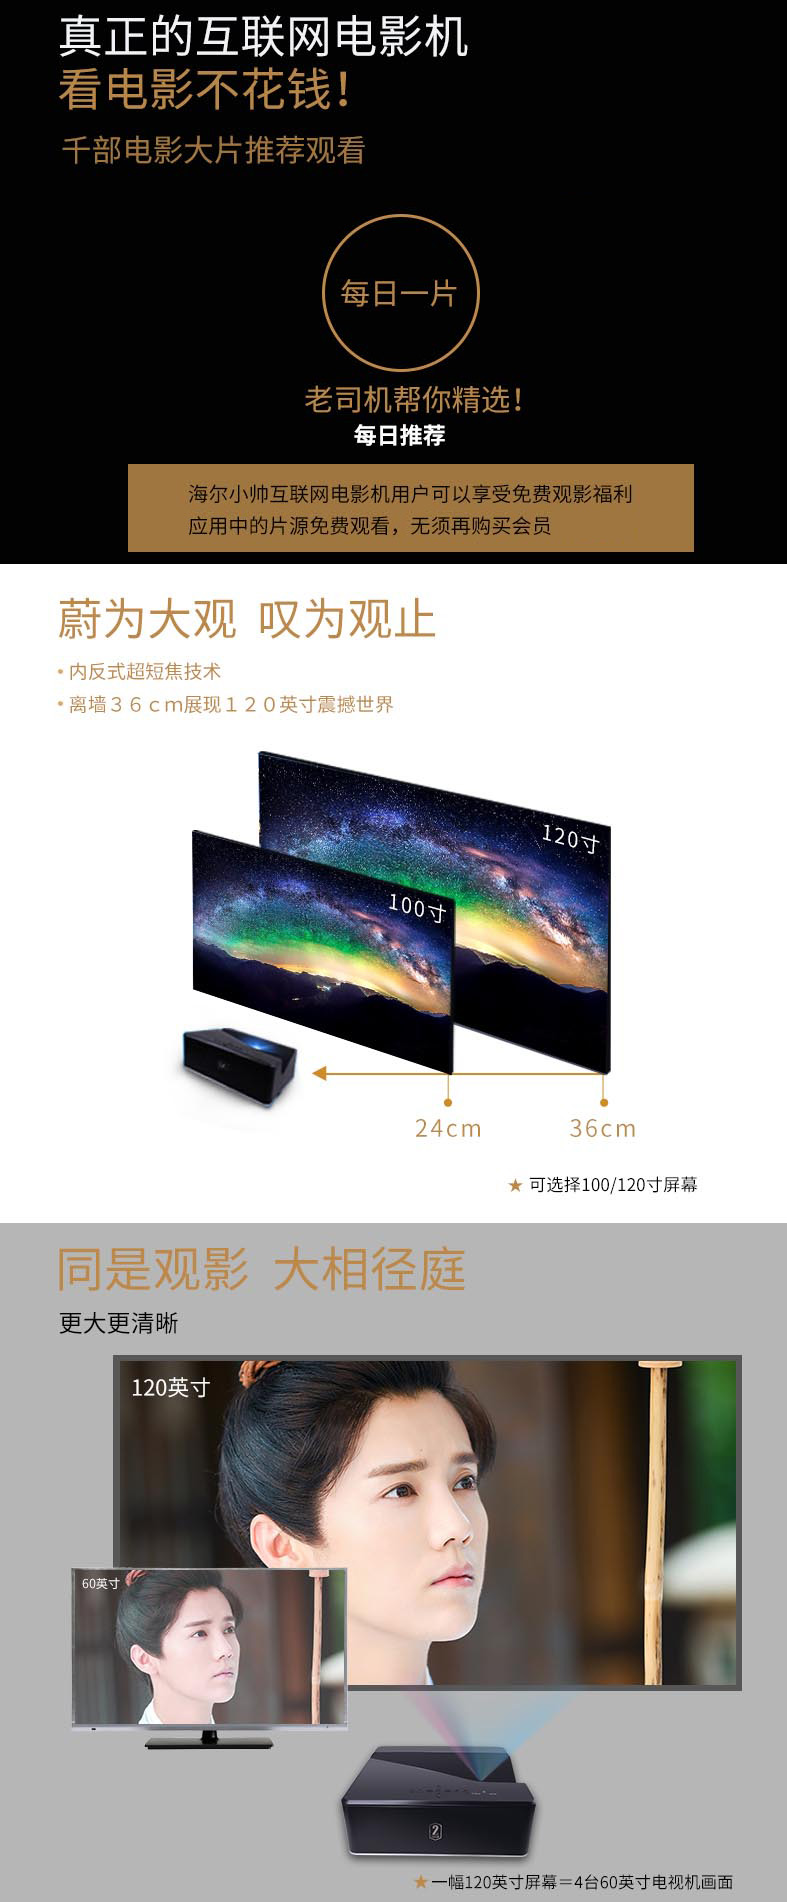 真正的互联网电影机
看电影不花钱！
千部电影大片推荐观看
每日一片
老司机帮你精选！
每日推荐
海尔小帅互联网电影机用户可以享受免费观影福利
应用中的片源免费观看，无须再购买会员
蔚为大观 叹为观止
• 内反式超短焦技术
• 离墙３６ｃｍ展现１２０英寸震撼世界
120寸
100寸
24cm
36cm
★ 可选择100/120寸屏幕
同是观影 大相径庭
更大更清晰
120英寸
60英寸
★一幅120英寸屏幕＝4台60英寸电视机画面